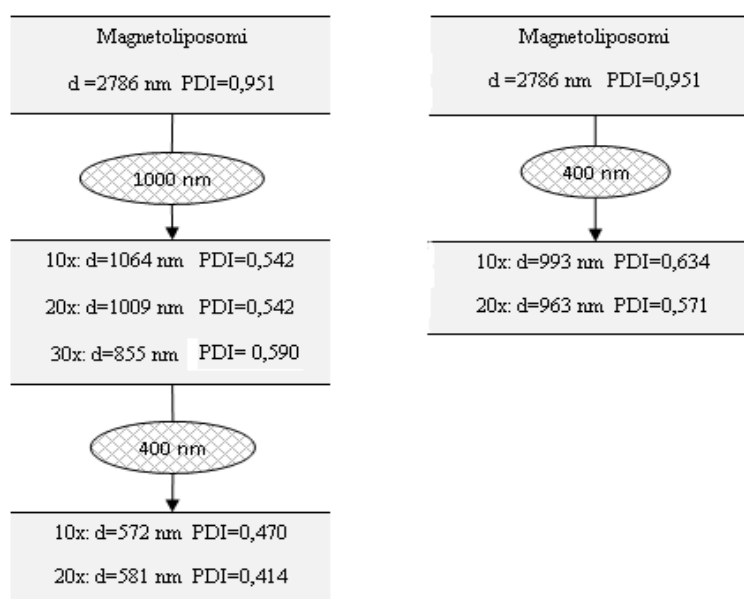 Magnetoliposomi
d =2786 nm PDI=0,951
1000 nm
10x: d=1064 nm PDI=0,542
20x: d=1009 nm PDI=0,542
30x: d=855 nm PDI= 0,590
400 nm
10x: d=572 nm PDI=0,470
20x: d=581 nm PDI=0,414
Magnetoliposomi
d =2786 nm PDI=0,951
400 nm
10x: d=993 nm PDI=0,634
20x: d=963 nm PDI=0,571